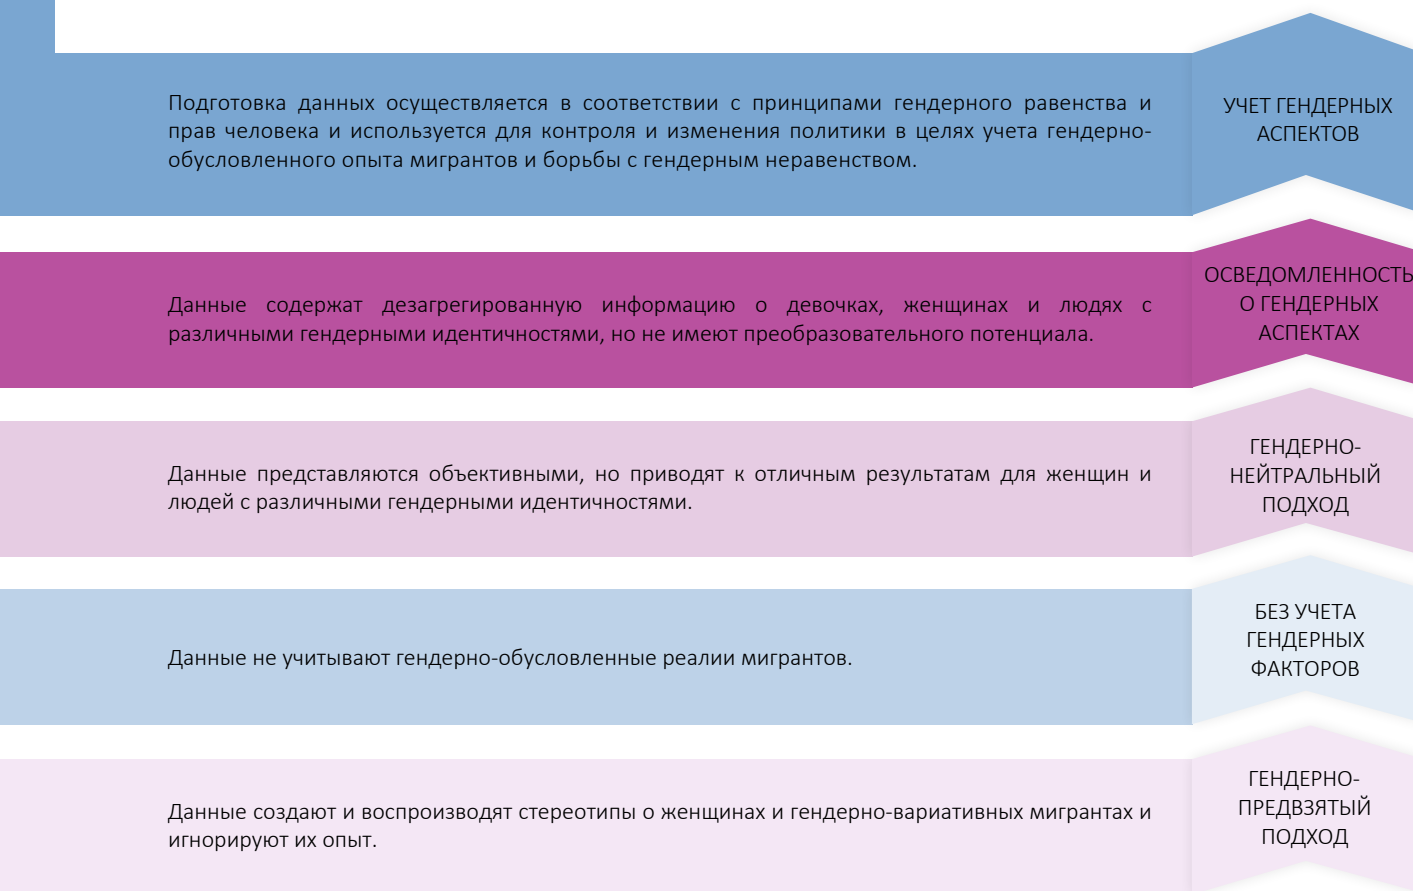 Подготовка данных осуществляется в соответствии с принципами гендерного равенства и
прав человека и используется для контроля и изменения политики в целях учета гендерно-
обусловленного опыта мигрантов и борьбы с гендерным неравенством.
УЧЕТ ГЕНДЕРНЫХ
АСПЕКТОВ
Данные содержат дезагрегированную информацию о девочках, женщинах и людях с
различными гендерными идентичностями, но не имеют преобразовательного потенциала.
ОСВЕДОМЛЕННОСТЬ
О ГЕНДЕРНЫХ
АСПЕКТАХ
Данные представляются объективными, но приводят к отличным результатам для женщин и
людей с различными гендерными идентичностями.
ГЕНДЕРНО-
НЕЙТРАЛЬНЫЙ
ПОДХОД
Данные не учитывают гендерно-обусловленные реалии мигрантов.
БЕЗ УЧЕТА
ГЕНДЕРНЫХ
ФАКТОРОВ
Данные создают и воспроизводят стереотипы о женщинах и гендерно-вариативных мигрантах и
игнорируют их опыт.
ГЕНДЕРНО-
ПРЕДВЗЯТЫЙ
ПОДХОД